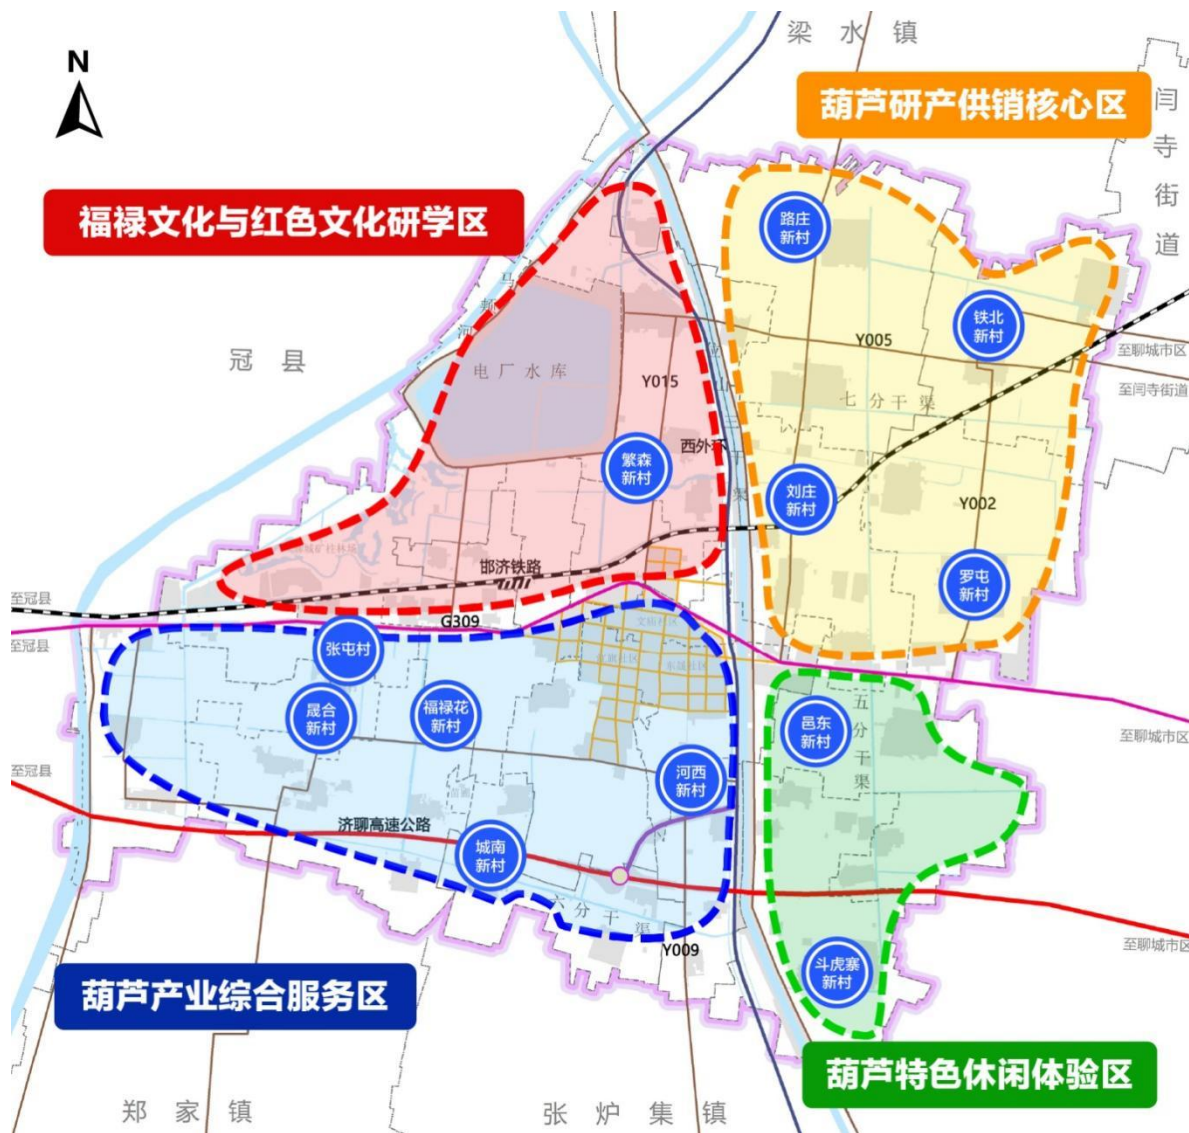 梁水镇
N
葫芦研产供销核心区
闫寺街道
福禄文化与红色文化研学区
路庄
新村
马颊河
铁北
新村
冠县
Y005
至聊城市区
电厂水库
Y015
至闫寺街道
七分干渠
西外环
繁森
新村
刘庄
新村
Y002
邯济铁路
罗屯
新村
至冠县
G309
至冠县
张屯村
晟合
新村
福禄花
新村
邑东
新村
五分干渠
至聊城市区
至冠县
河西
新村
济聊高速公路
城南
新村
六分干渠
Y009
至聊城市区
斗虎寨
新村
葫芦产业综合服务区
葫芦特色休闲体验区
郑家镇
张炉集镇